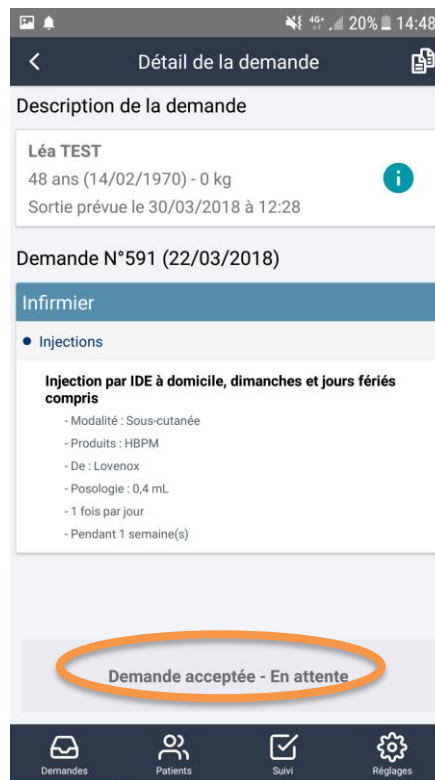 4G+ 20% 14:48
Détail de la demande
Description de la demande
Léa TEST
48 ans (14/02/1970) - 0 kg
i
Sortie prévue le 30/03/2018 à 12:28
Demande N°591 (22/03/2018)
Infirmier
• Injections
Injection par IDE à domicile, dimanches et jours fériés
compris
- Modalité : Sous-cutanée
- Produits : HBPM
- De : Lovenox
- Posologie : 0,4 mL
- 1 fois par jour
- Pendant 1 semaine(s)
Demande acceptée - En attente
Demandes Patients Suivi Réglages